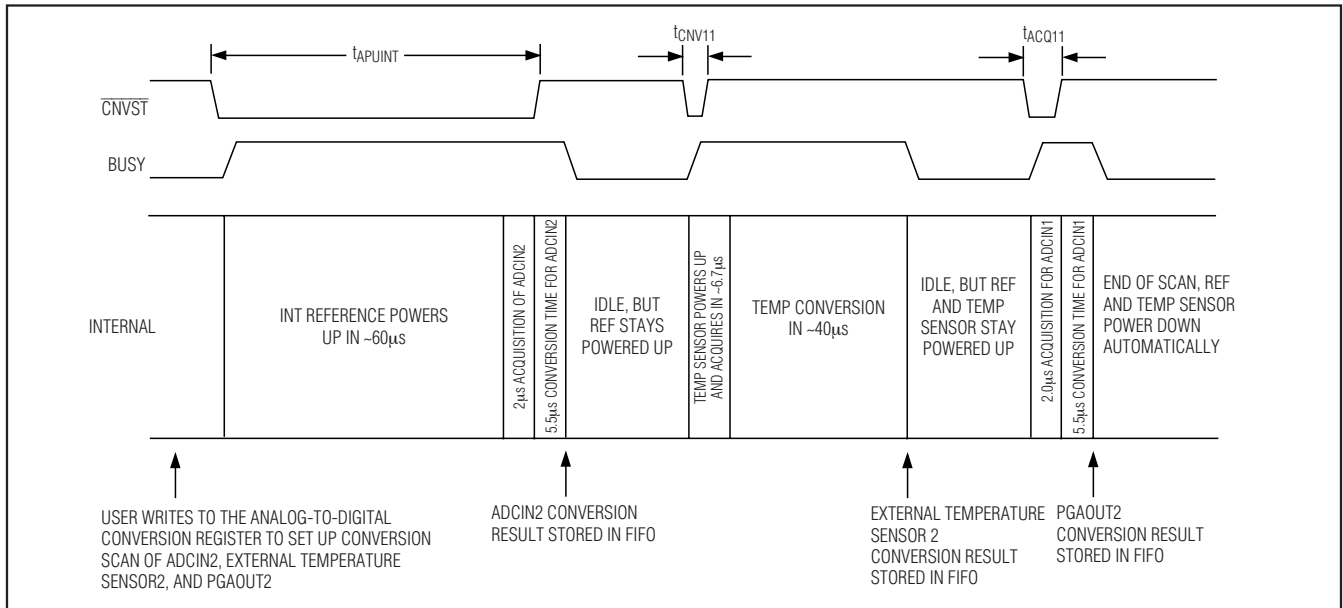 tAPUINT
tCNV11
tACQ11
CNVST
BUSY
INTERNAL
INT REFERENCE POWERS
UP IN ~60µs
2µs ACQUISITION OF ADCIN2
5.5µs CONVERSION TIME FOR ADCIN2
IDLE, BUT
REF STAYS
POWERED UP
TEMP SENSOR POWERS UP
AND ACQUIRES IN ~6.7µs
TEMP CONVERSION
IN ~40µs
IDLE, BUT REF
AND TEMP
SENSOR STAY
POWERED UP
2.0µs ACQUISITION FOR ADCIN1
5.5µs CONVERSION TIME FOR ADCIN1
END OF SCAN, REF
AND TEMP SENSOR
POWER DOWN
AUTOMATICALLY
USER WRITES TO THE ANALOG-TO-DIGITAL
CONVERSION REGISTER TO SET UP CONVERSION
SCAN OF ADCIN2, EXTERNAL TEMPERATURE
SENSOR2, AND PGAOUT2
ADCIN2 CONVERSION
RESULT STORED IN FIFO
EXTERNAL TEMPERATURE
SENSOR 2
CONVERSION RESULT
STORED IN FIFO
PGAOUT2
CONVERSION RESULT
STORED IN FIFO